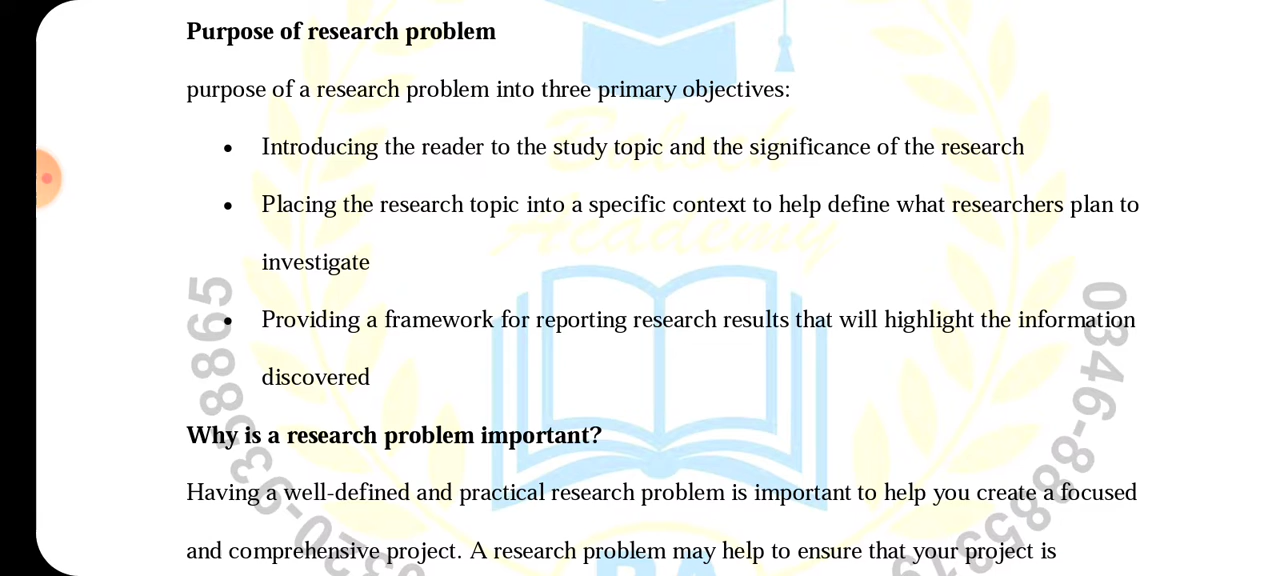 Purpose of research problem
purpose of a research problem into three primary objectives:
• Introducing the reader to the study topic and the significance of the research
• Placing the research topic into a specific context to help define what researchers plan to
investigate
• Providing a framework for reporting research results that will highlight the information
discovered
Why is a research problem important?
Having a well-defined and practical research problem is important to help you create a focused
and comprehensive project. A research problem may help to ensure that your project is
Baloch
Academy